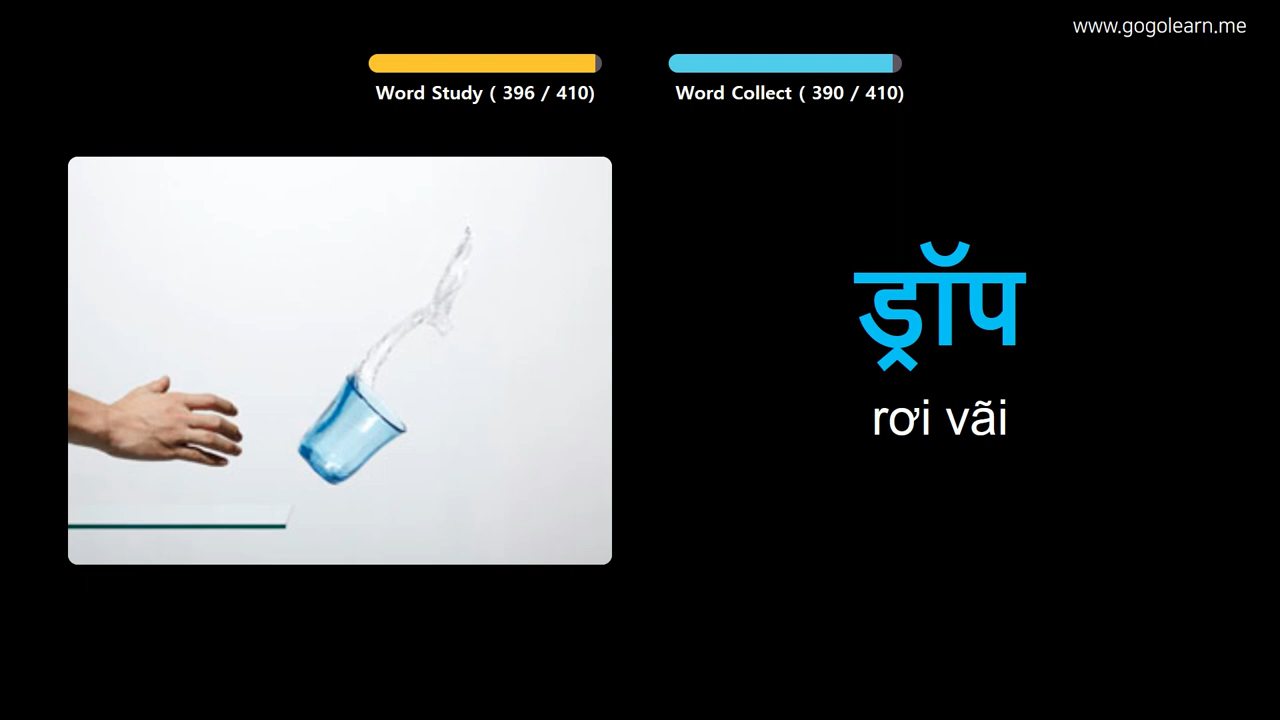 www.gogolearn.me
Word Study ( 396 / 410)
Word Collect ( 390 / 410)
ड्रॉप
rơi vãi